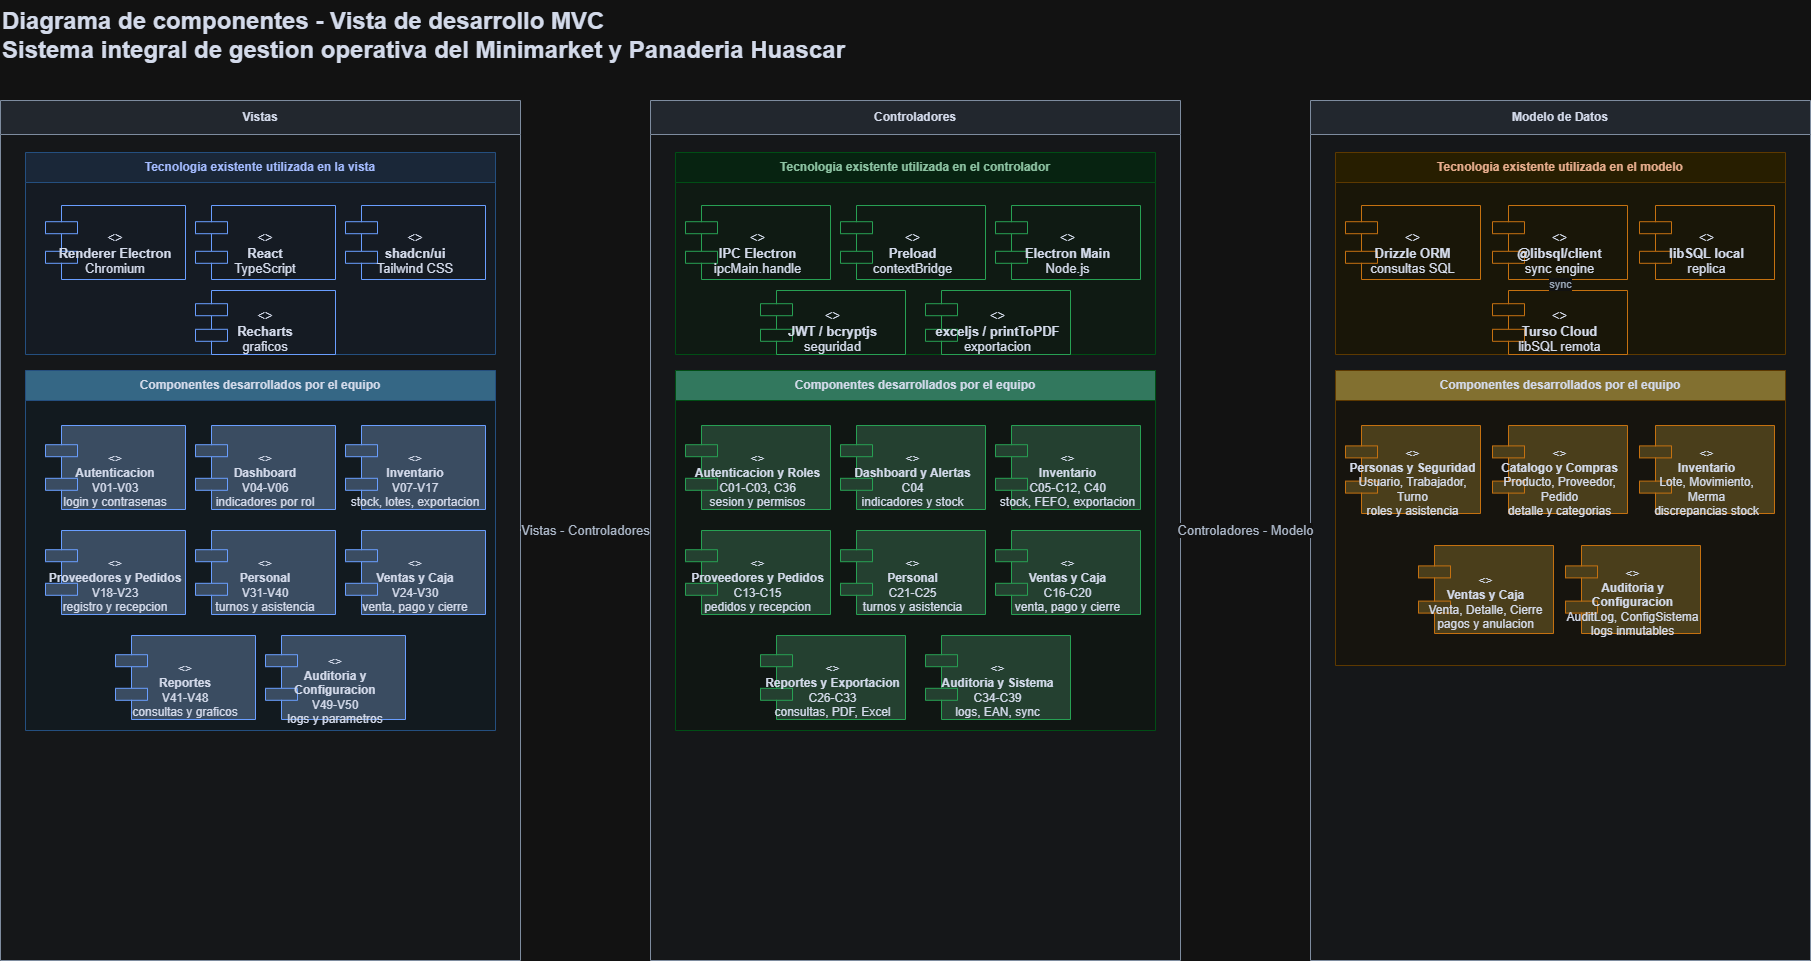 Diagrama de componentes - Vista de desarrollo MVC
Sistema integral de gestion operativa del Minimarket y Panaderia Huascar
Vistas
Tecnologia existente utilizada en la vista
<>
Renderer Electron
Chromium
<>
React
TypeScript
<>
shadcn/ui
Tailwind CSS
<>
Recharts
graficos
Componentes desarrollados por el equipo
<>
Autenticacion
V01-V03
login y contrasenas
<>
Dashboard
V04-V06
indicadores por rol
<>
Inventario
V07-V17
stock, lotes, exportacion
<>
Proveedores y Pedidos
V18-V23
registro y recepcion
<>
Personal
V31-V40
turnos y asistencia
<>
Ventas y Caja
V24-V30
venta, pago y cierre
<>
Reportes
V41-V48
consultas y graficos
<>
Auditoria y
Configuracion
V49-V50
logs y parametros
Vistas - Controladores
Controladores
Tecnologia existente utilizada en el controlador
<>
IPC Electron
ipcMain.handle
<>
Preload
contextBridge
<>
Electron Main
Node.js
<>
JWT / bcryptjs
seguridad
<>
exceljs / printToPDF
exportacion
Componentes desarrollados por el equipo
<>
Autenticacion y Roles
C01-C03, C36
sesion y permisos
<>
Dashboard y Alertas
C04
indicadores y stock
<>
Inventario
C05-C12, C40
stock, FEFO, exportacion
<>
Proveedores y Pedidos
C13-C15
pedidos y recepcion
<>
Personal
C21-C25
turnos y asistencia
<>
Ventas y Caja
C16-C20
venta, pago y cierre
<>
Reportes y Exportacion
C26-C33
consultas, PDF, Excel
<>
Auditoria y Sistema
C34-C39
logs, EAN, sync
Controladores - Modelo
Modelo de Datos
Tecnologia existente utilizada en el modelo
<>
Drizzle ORM
consultas SQL
<>
@libsql/client
sync engine
<>
libSQL local
replica
sync
<>
Turso Cloud
libSQL remota
Componentes desarrollados por el equipo
<>
Personas y Seguridad
Usuario, Trabajador,
Turno
roles y asistencia
<>
Catalogo y Compras
Producto, Proveedor,
Pedido
detalle y categorias
<>
Inventario
Lote, Movimiento,
Merma
discrepancias stock
<>
Ventas y Caja
Venta, Detalle, Cierre
pagos y anulacion
<>
Auditoria y
Configuracion
AuditLog, ConfigSistema
logs inmutables